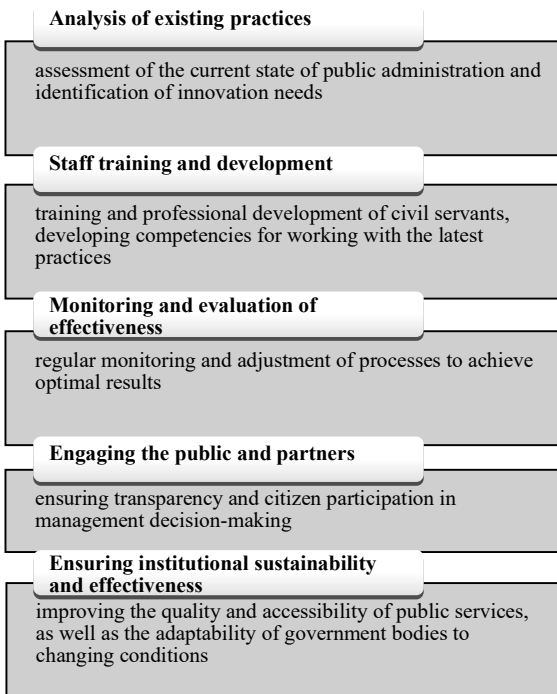 Analysis of existing practices
assessment of the current state of public administration and
identification of innovation needs
Staff training and development
training and professional development of civil servants,
developing competencies for working with the latest
practices
Monitoring and evaluation of
effectiveness
regular monitoring and adjustment of processes to achieve
optimal results
Engaging the public and partners
ensuring transparency and citizen participation in
management decision-making
Ensuring institutional sustainability
and effectiveness
improving the quality and accessibility of public services,
as well as the adaptability of government bodies to
changing conditions